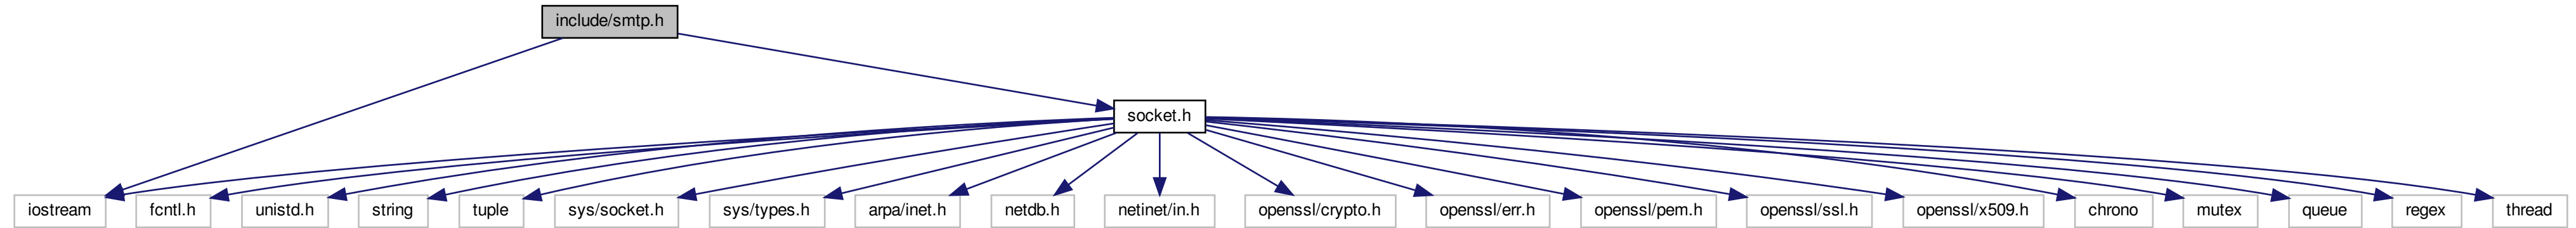 include/smtp.h
socket.h
iostream
fcntl.h
unistd.h
string
tuple
sys/socket.h
sys/types.h
arpa/inet.h
netdb.h
netinet/in.h
openssl/crypto.h
openssl/err.h
openssl/pem.h
openssl/ssl.h
openssl/x509.h
chrono
mutex
queue
regex
thread